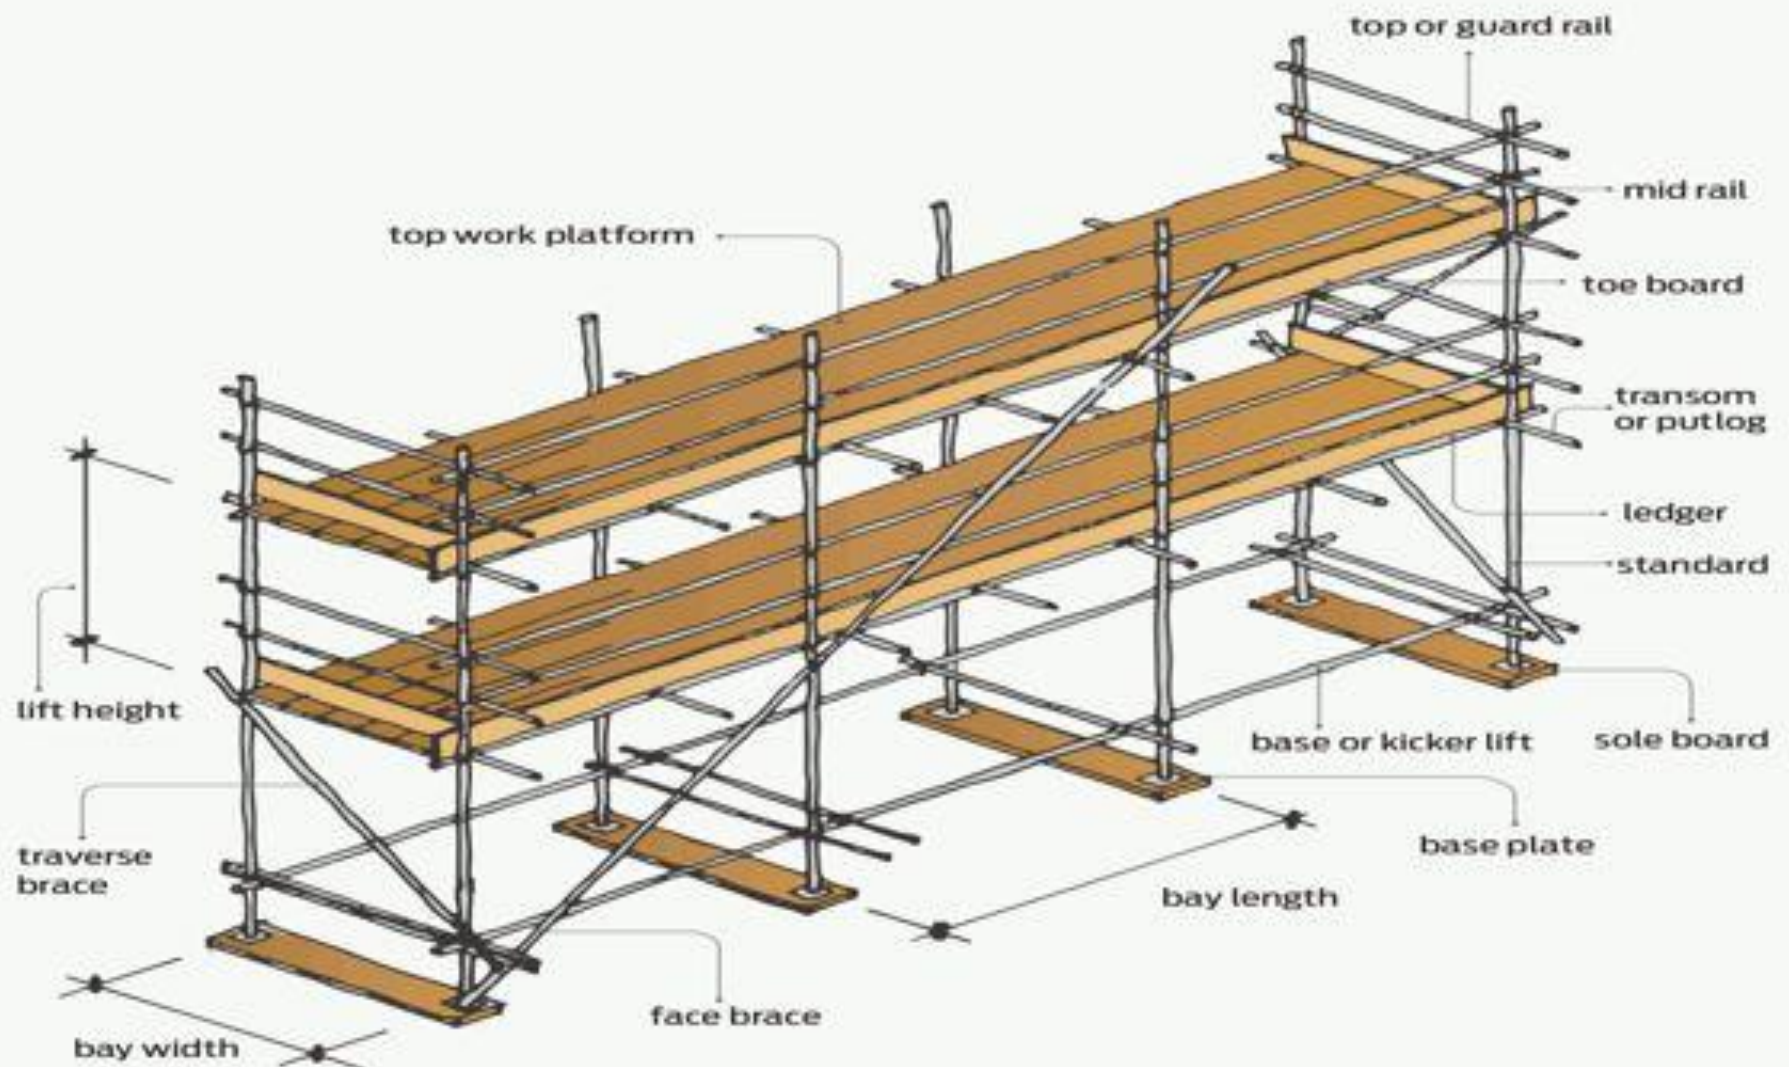 top or guard rail
mid rail
top work platform
toe board
transom
or putlog
ledger
standard
lift height
base or kicker lift
sole board
traverse
brace
base plate
bay length
face brace
bay width